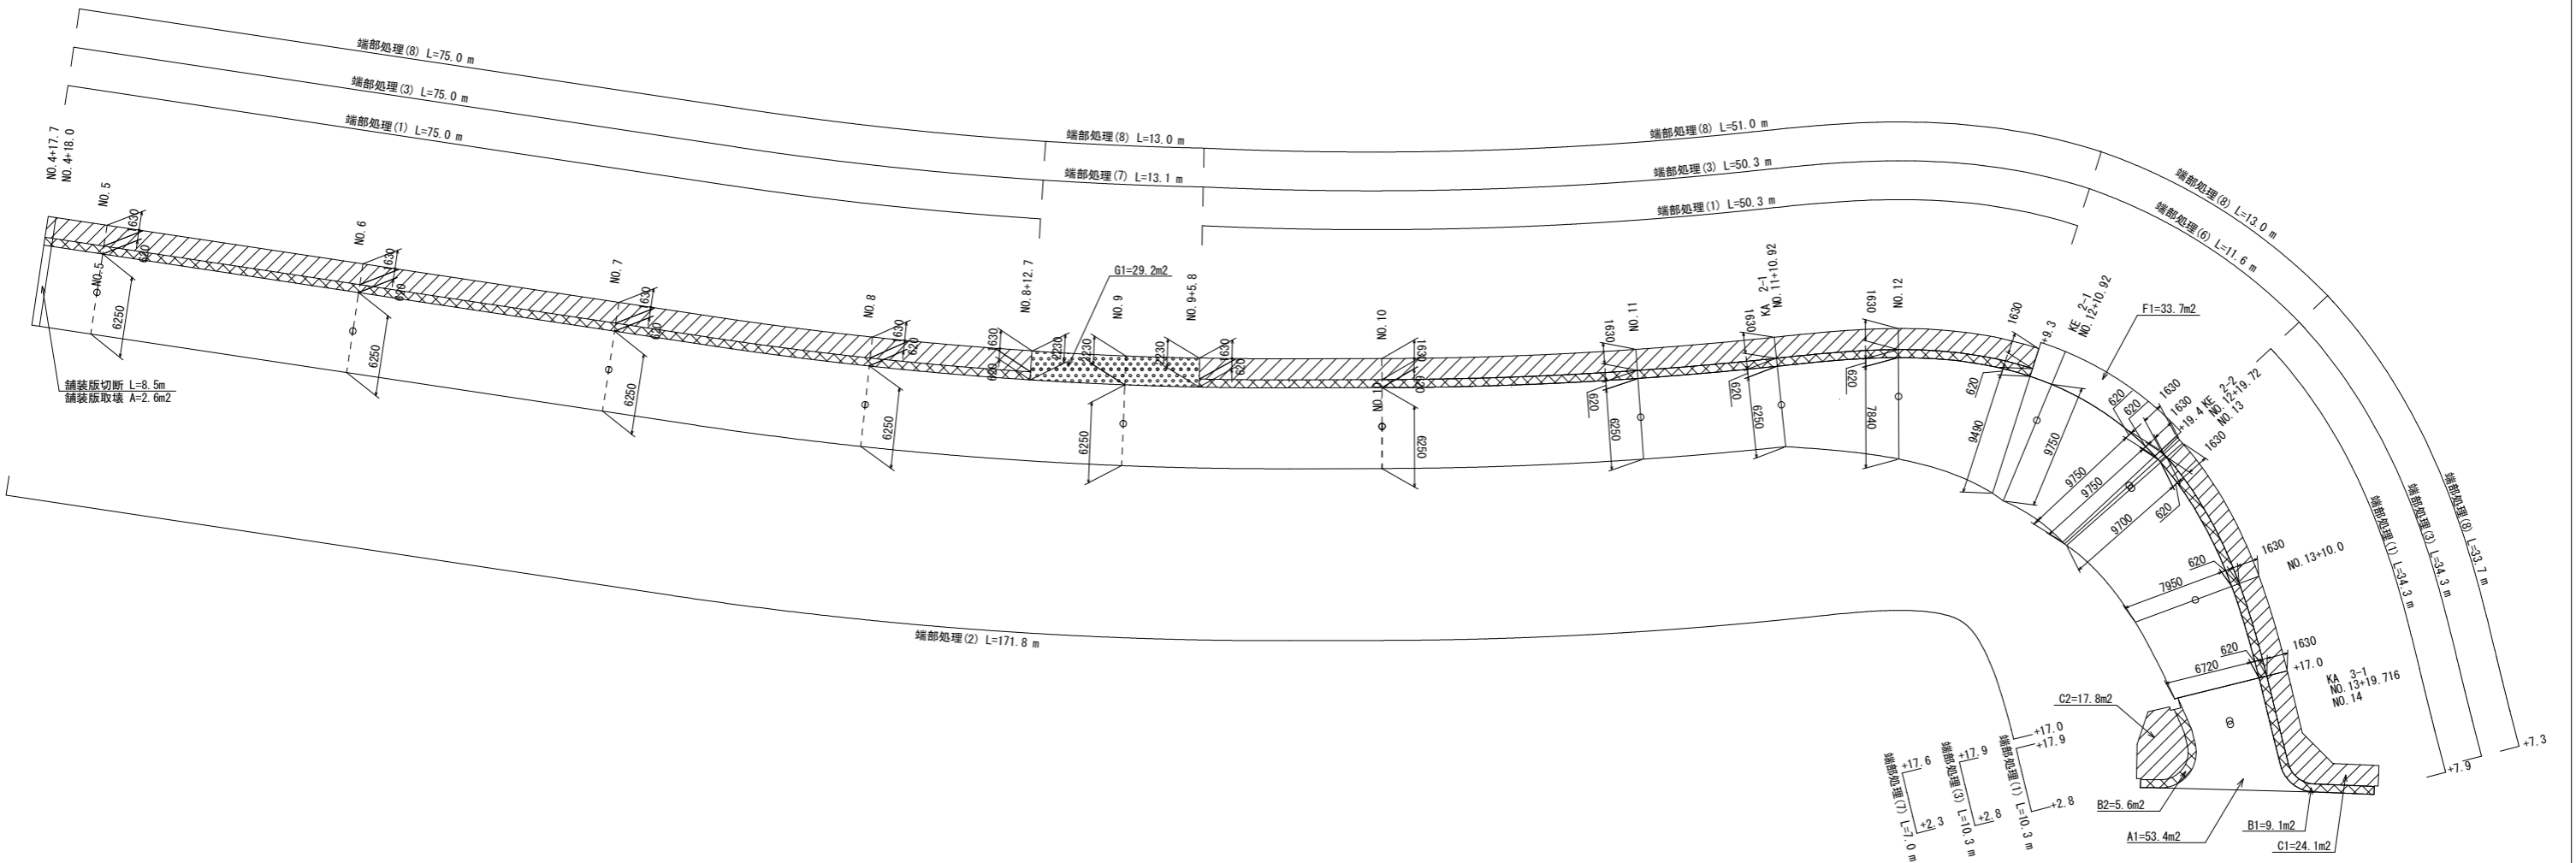 端部処理(8) L=75.0 m
端部処理(3) L=75.0 m
端部処理(1) L=75.0 m
端部処理(8) L=13.0 m
端部処理(7) L=13.1 m
端部処理(8) L=51.0 m
端部処理(3) L=50.3 m
端部処理(1) L=50.3 m
端部処理(8) L=13.0 m
端部処理(6) L=11.6 m
NO.4+17.7
NO.4+18.0
NO.5
1630
620
NO.5
6250
舗装版切断 L=8.5m
舗装版取壊 A=2.6m2
NO.6
1630
620
6250
NO.7
1630
620
6250
NO.8
1630
620
6250
NO.8+12.7
1630
620
2230
G1=29.2m2
NO.9
2230
6250
NO.9+5.8
2230
1630
620
NO.10
1630
620
NO.10
6250
NO.11
1630
620
6250
KA 2-1
NO.11+10.92
1630
620
6250
NO.12
1630
620
7840
1630
620
9490
+9.3
KE 2-1
NO.12+10.92
9750
F1=33.7m2
620
620
1630
1630
+19.4
KE 2-2
NO.12+19.72
NO.13
1630
9750
9750
9700
620
1630
620
7950
NO.13+10.0
1630
620
6720
+17.0
KA 3-1
NO.13+19.716
NO.14
端部処理(1) L=34.3 m
端部処理(3) L=34.3 m
端部処理(8) L=33.7 m
+7.9
+7.3
端部処理(2) L=171.8 m
+17.0
+17.9
端部処理(1) L=10.3 m
+2.8
+17.9
端部処理(3) L=10.3 m
+2.8
+17.6
端部処理(7) L=7.0 m
+2.3
C2=17.8m2
B2=5.6m2
A1=53.4m2
B1=9.1m2
C1=24.1m2